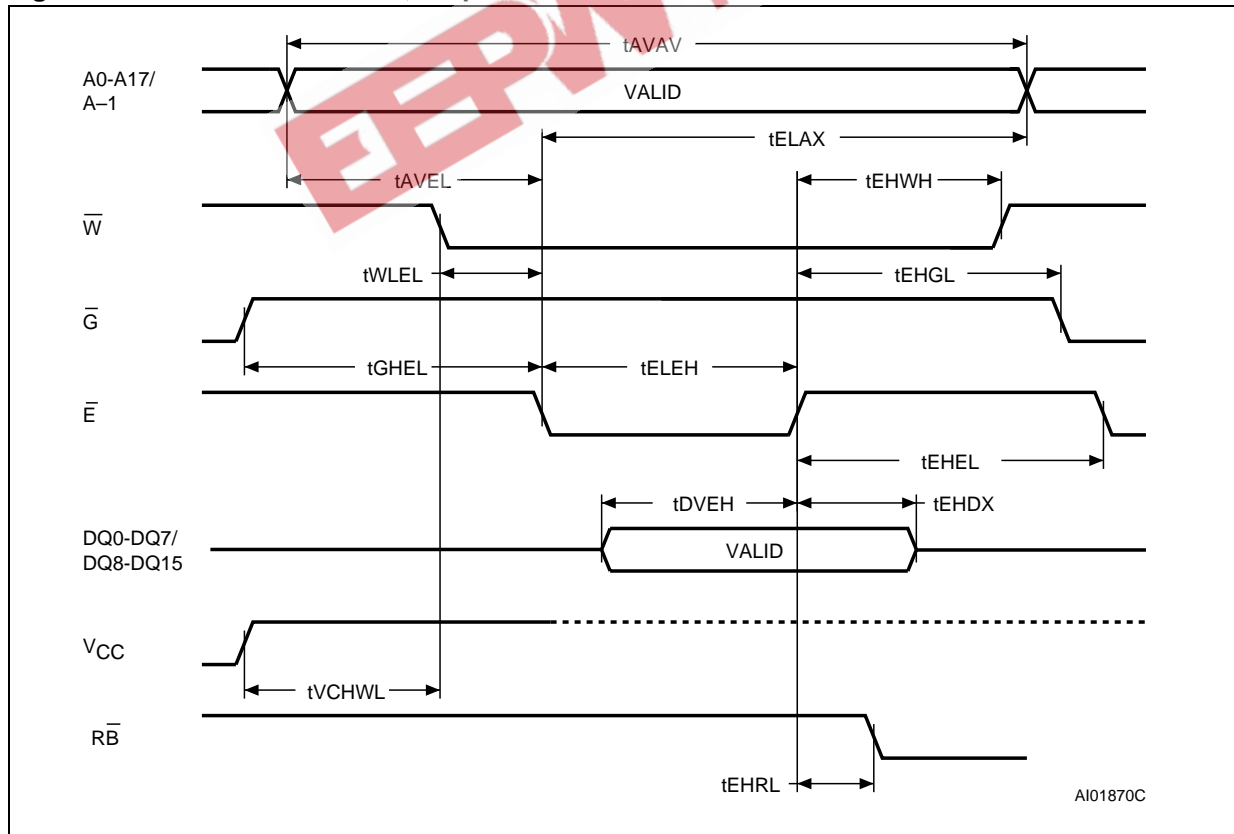 tAVAV
A0-A17/
A–1
VALID
tELAX
tAVEL
tEHWH
W̅
tWLEL
tEHGL
G̅
tGHEL
tELEH
E̅
tEHEL
tDVEH
tEHDX
DQ0-DQ7/
DQ8-DQ15
VALID
VCC
tVCHWL
RB̅
tEHRL
AI01870C